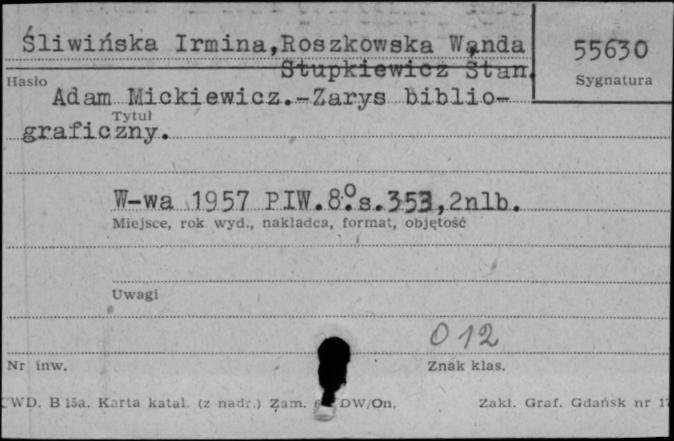 Śliwińska Irmina,Roszkowska Wanda
55630
Stupkiewicz Stan.
Hasło
Sygnatura
Adam Mickiewicz.-Zarys biblio-
Tytuł
graficzny.
W-wa 1957 PIW.8.°s.353,2nlb.
Miejsce, rok wyd., nakładca, format, objętość
Uwagi
012
Nr inw.
Znak klas.
WD. B 15a. Karta katal. (z nadr.) Zam. DW/On. Zakł. Graf. Gdańsk nr